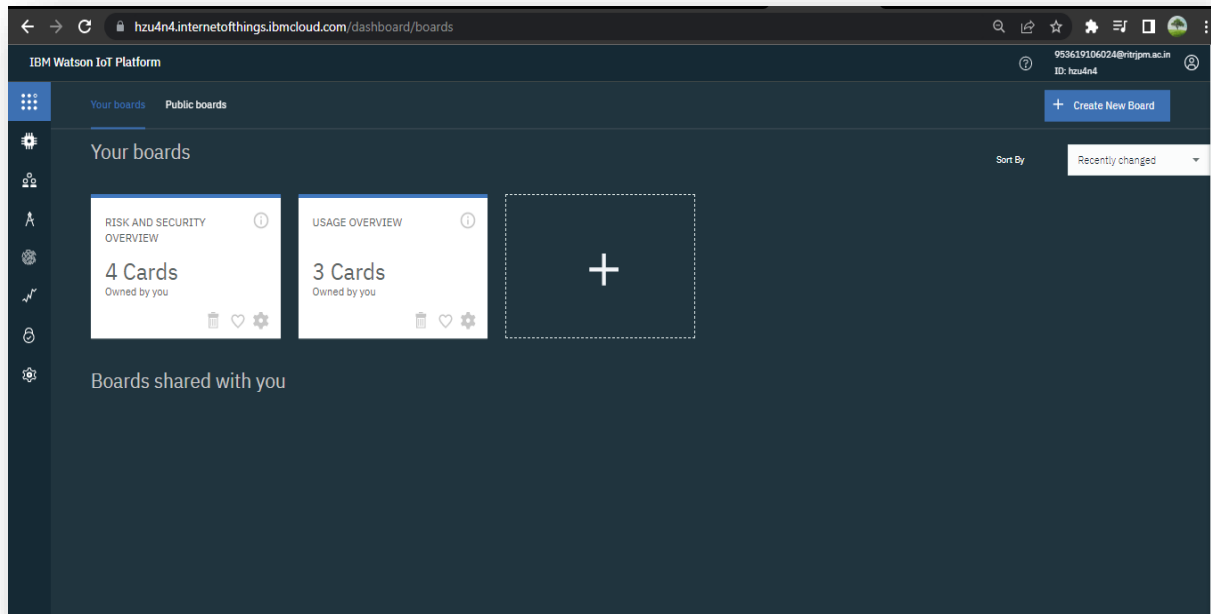 hzu4n4.internetofthings.ibmcloud.com/dashboard/boards
IBM Watson IoT Platform
953619106024@ritrjpm.ac.in
ID: hzu4n4
Your boards Public boards
+ Create New Board
Your boards
Sort By Recently changed
RISK AND SECURITY
OVERVIEW
4 Cards
Owned by you
USAGE OVERVIEW
3 Cards
Owned by you
Boards shared with you